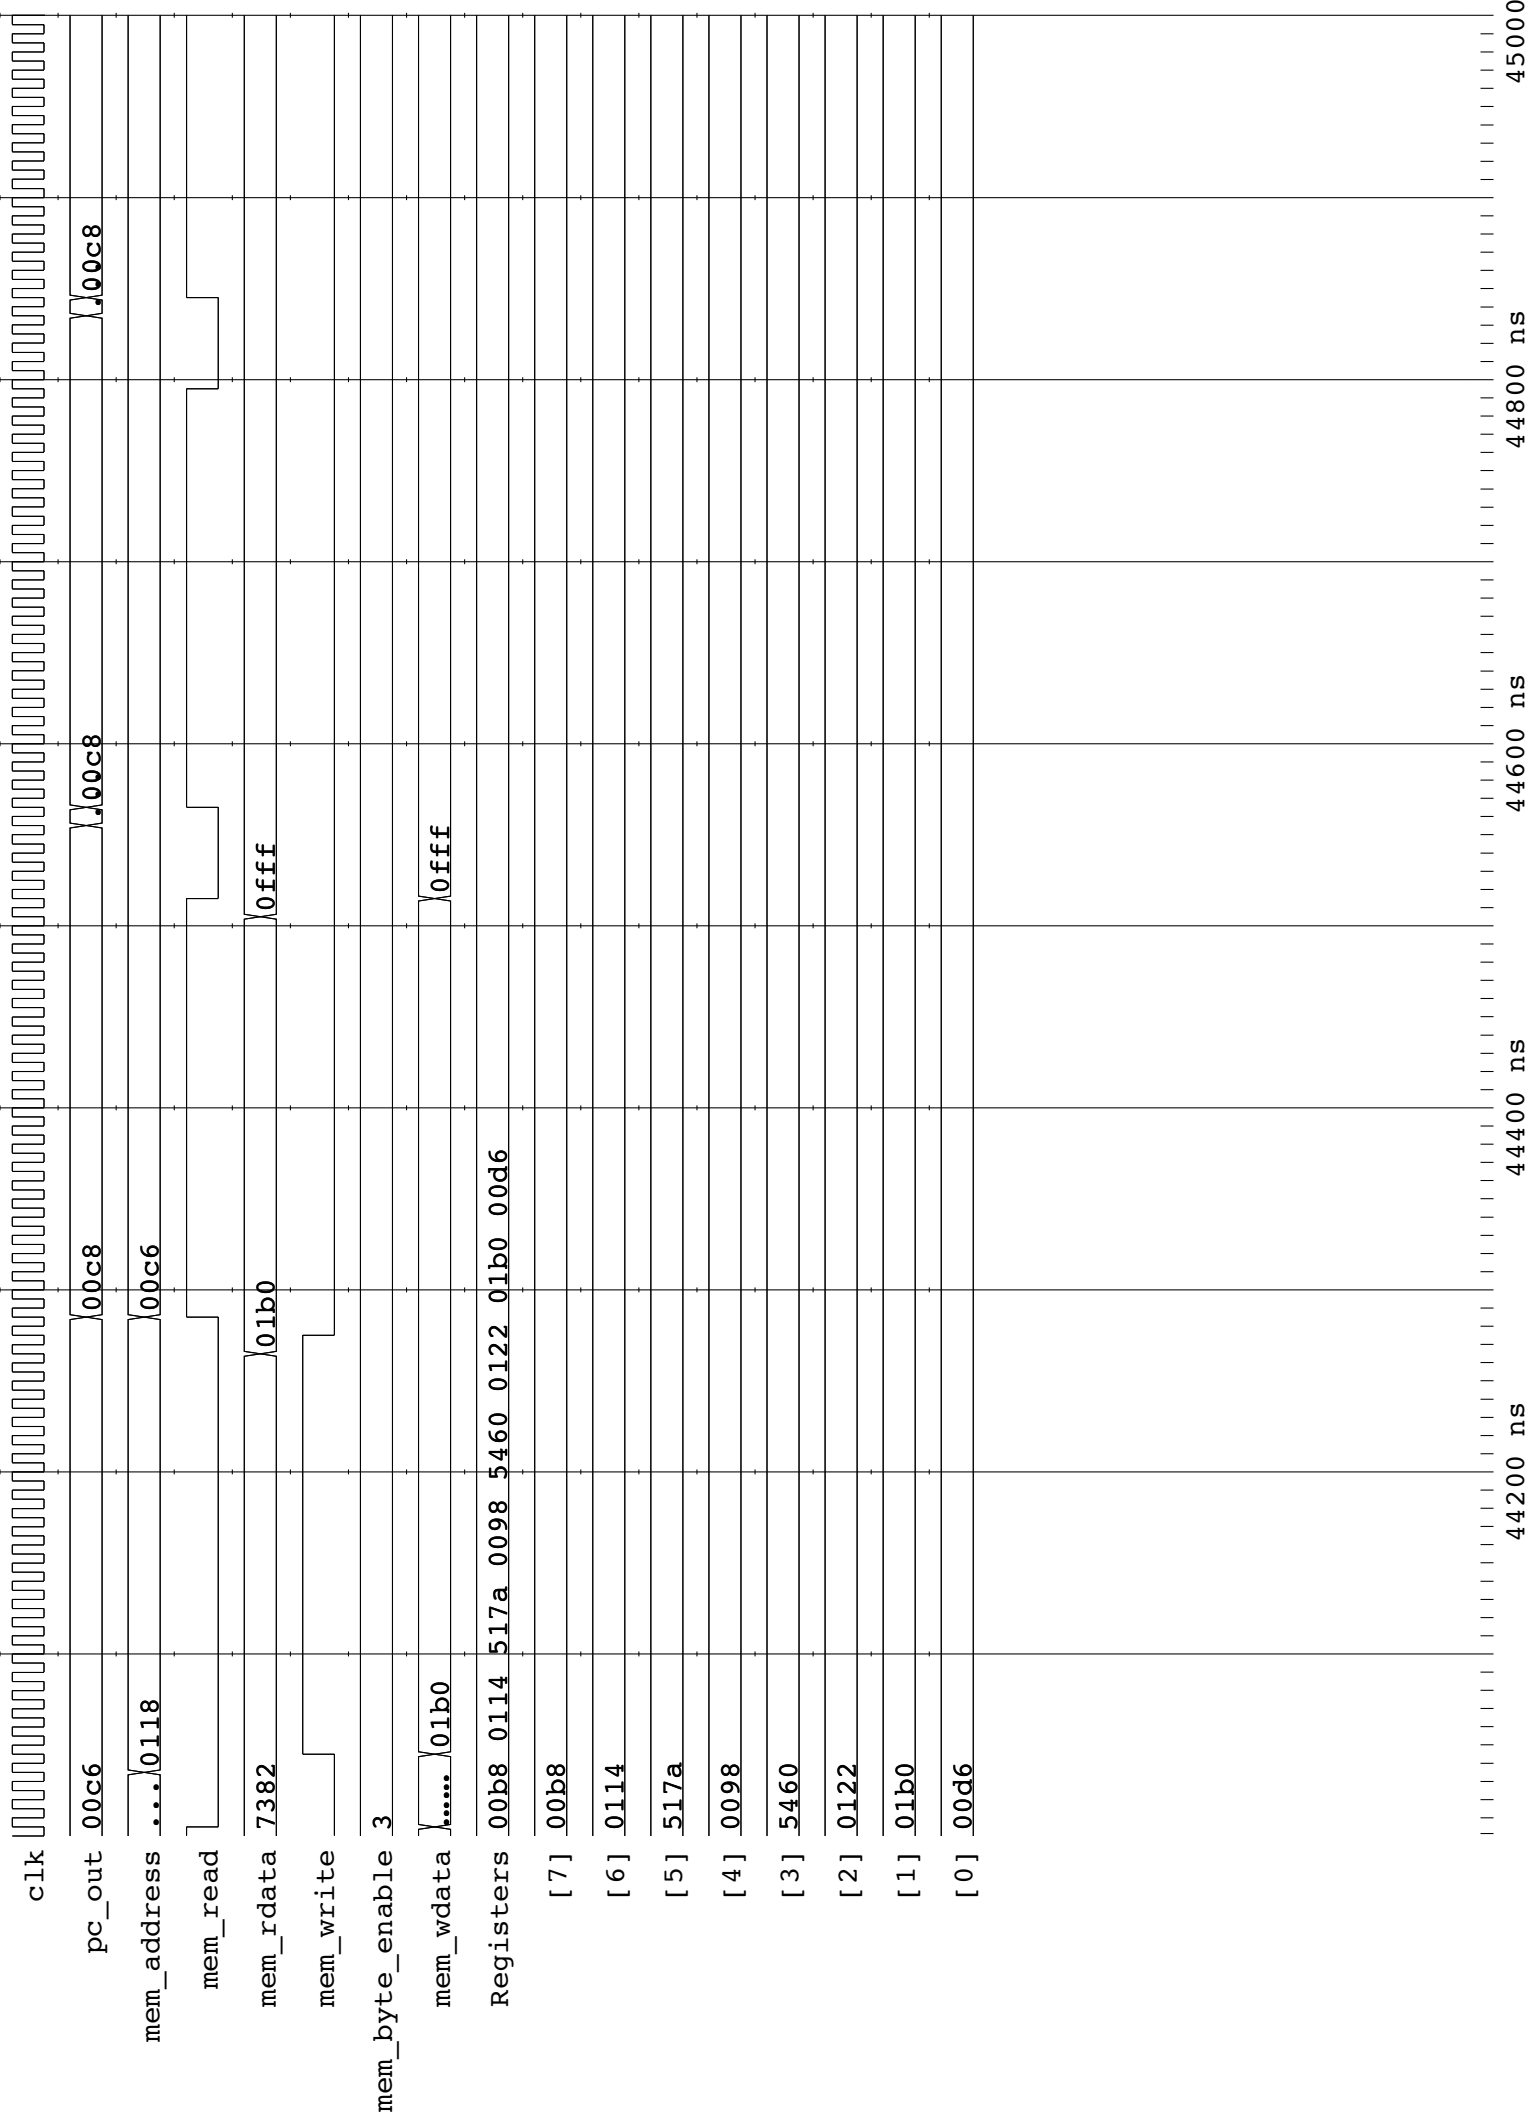 clk
pc_out 00c6 00c8 .00c8 .00c8
mem_address ... 0118 00c6
mem_read
mem_rdata 7382 01b0 0fff
mem_write
mem_byte_enable 3
mem_wdata ...... 01b0 0fff
Registers 00b8 0114 517a 0098 5460 0122 01b0 00d6
[7] 00b8
[6] 0114
[5] 517a
[4] 0098
[3] 5460
[2] 0122
[1] 01b0
[0] 00d6
44200 ns 44400 ns 44600 ns 44800 ns 45000